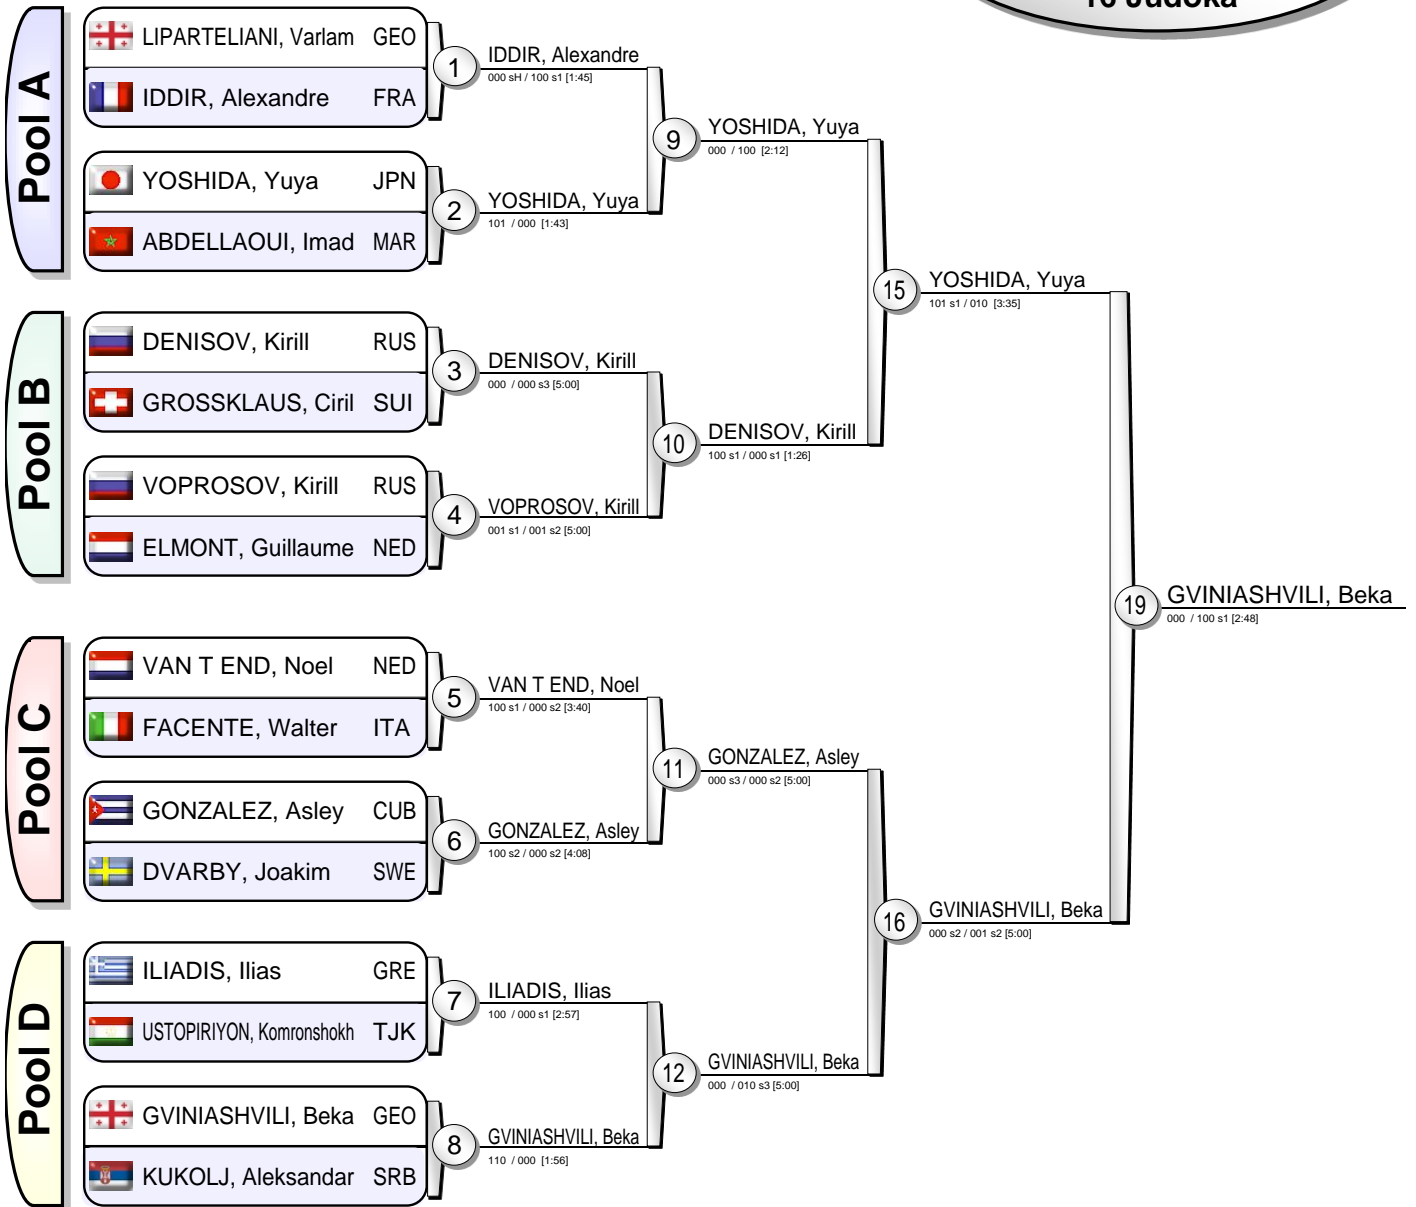 16 Judoka
Pool A
LIPARTELIANI, Varlam GEO
IDDIR, Alexandre FRA
YOSHIDA, Yuya JPN
ABDELLAOUI, Imad MAR
Pool B
DENISOV, Kirill RUS
GROSSKLAUS, Ciril SUI
VOPROSOV, Kirill RUS
ELMONT, Guillaume NED
Pool C
VAN T END, Noel NED
FACENTE, Walter ITA
GONZALEZ, Asley CUB
DVARBY, Joakim SWE
Pool D
ILIADIS, Ilias GRE
USTOPIRIYON, Komronshokh TJK
GVINIASHVILI, Beka GEO
KUKOLJ, Aleksandar SRB
1
IDDIR, Alexandre
000 sH / 100 s1 [1:45]
2
YOSHIDA, Yuya
101 / 000 [1:43]
3
DENISOV, Kirill
000 / 000 s3 [5:00]
4
VOPROSOV, Kirill
001 s1 / 001 s2 [5:00]
5
VAN T END, Noel
100 s1 / 000 s2 [3:40]
6
GONZALEZ, Asley
100 s2 / 000 s2 [4:08]
7
ILIADIS, Ilias
100 / 000 s1 [2:57]
8
GVINIASHVILI, Beka
110 / 000 [1:56]
9
YOSHIDA, Yuya
000 / 100 [2:12]
10
DENISOV, Kirill
100 s1 / 000 s1 [1:26]
11
GONZALEZ, Asley
000 s3 / 000 s2 [5:00]
12
GVINIASHVILI, Beka
000 / 010 s3 [5:00]
15
YOSHIDA, Yuya
101 s1 / 010 [3:35]
16
GVINIASHVILI, Beka
000 s2 / 001 s2 [5:00]
19
GVINIASHVILI, Beka
000 / 100 s1 [2:48]